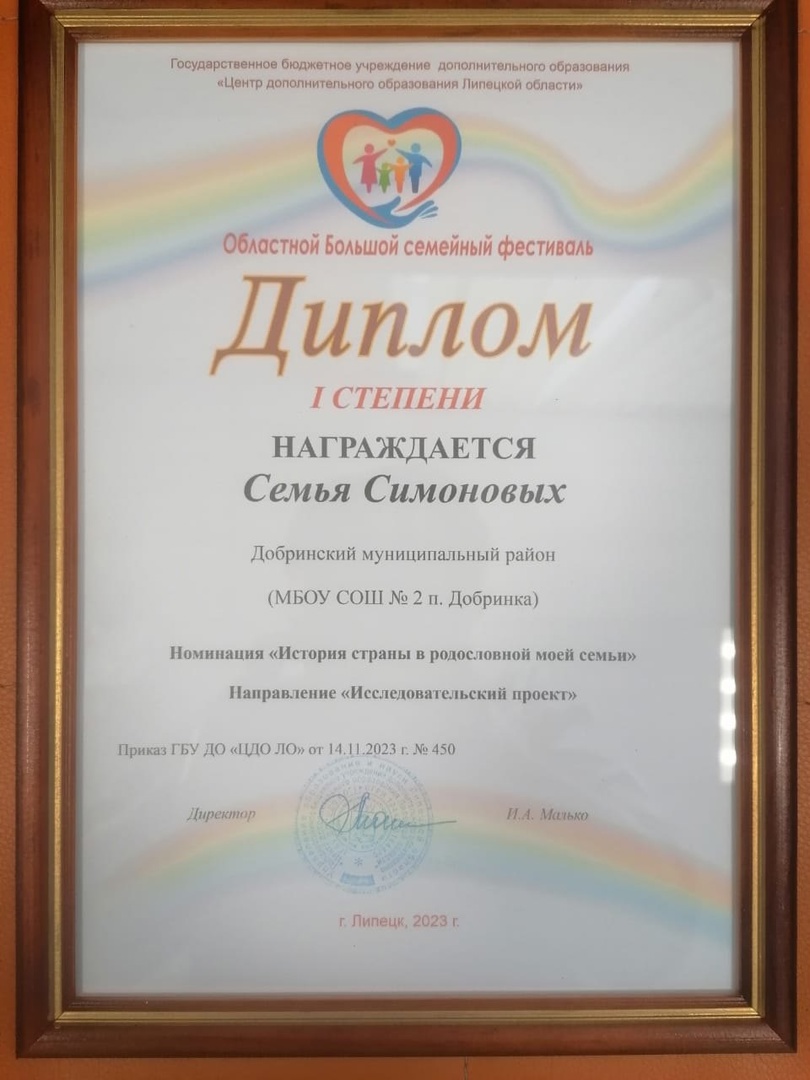 Государственное бюджетное учреждение дополнительного образования
«Центр дополнительного образования Липецкой области»
Областной Большой семейный фестиваль
Диплом
I СТЕПЕНИ
НАГРАЖДАЕТСЯ
Семья Симоновых
Добринский муниципальный район
(МБОУ СОШ № 2 п. Добринка)
Номинация «История страны в родословной моей семьи»
Направление «Исследовательский проект»
Приказ ГБУ ДО «ЦДО ЛО» от 14.11.2023 г. № 450
Директор И.А. Малько
г. Липецк, 2023 г.